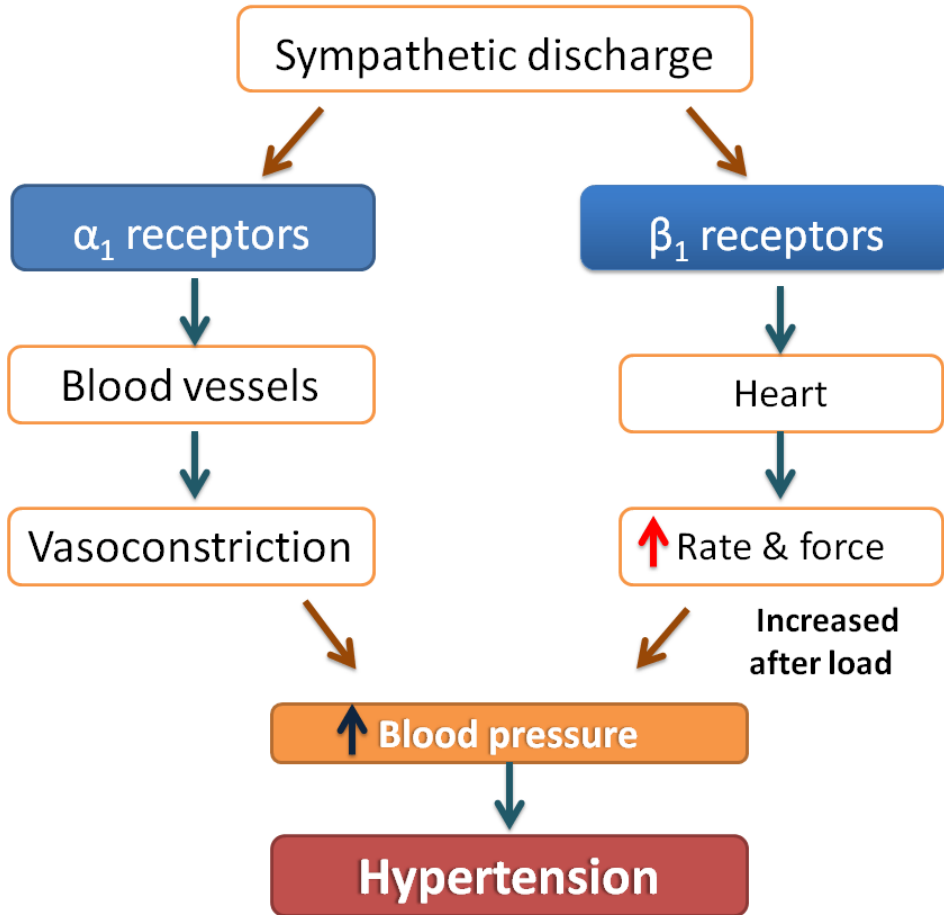 Sympathetic discharge
α₁ receptors
β₁ receptors
Blood vessels
Heart
Vasoconstriction
↑ Rate & force
Increased
after load
↑ Blood pressure
Hypertension